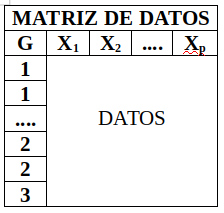 MATRIZ DE DATOS
G X1 X2 .... Xp
1
1
....
DATOS
2
2
3